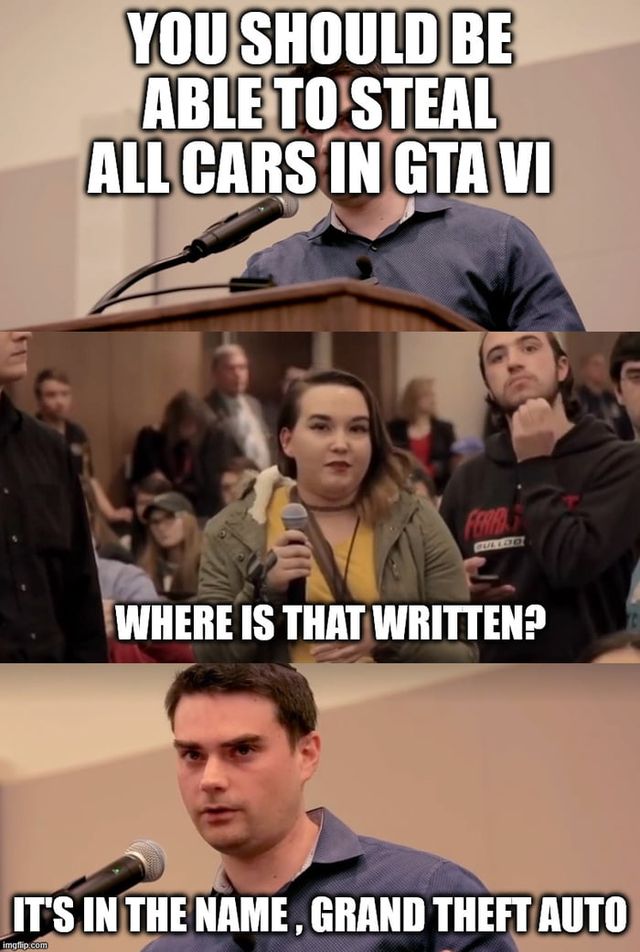 YOU SHOULD BE
ABLE TO STEAL
ALL CARS IN GTA VI
WHERE IS THAT WRITTEN?
IT'S IN THE NAME , GRAND THEFT AUTO
imgflip.com